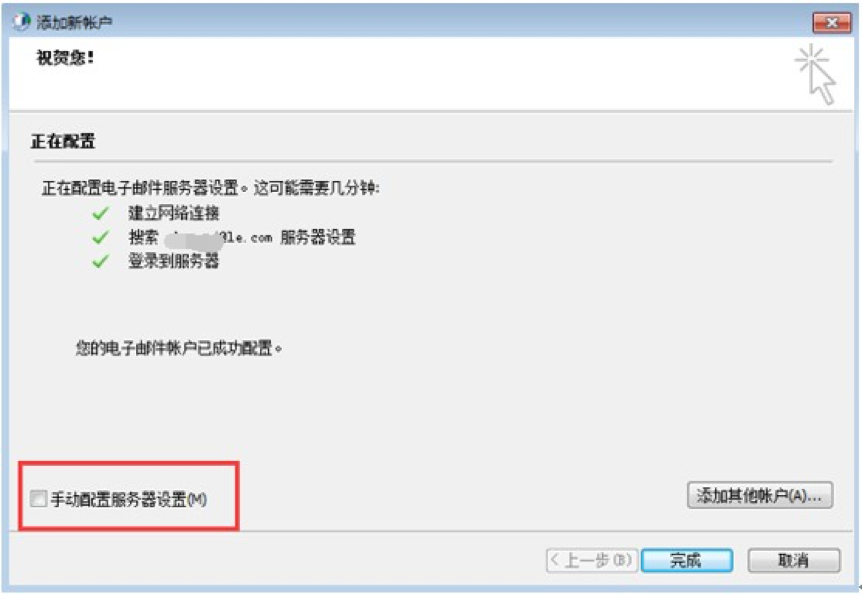 添加新帐户
祝贺您!
正在配置
正在配置电子邮件服务器设置。这可能需要几分钟:
建立网络连接
搜索 le.com 服务器设置
登录到服务器
您的电子邮件帐户已成功配置。
手动配置服务器设置(M)
添加其他帐户(A)...
< 上一步(B)
完成
取消